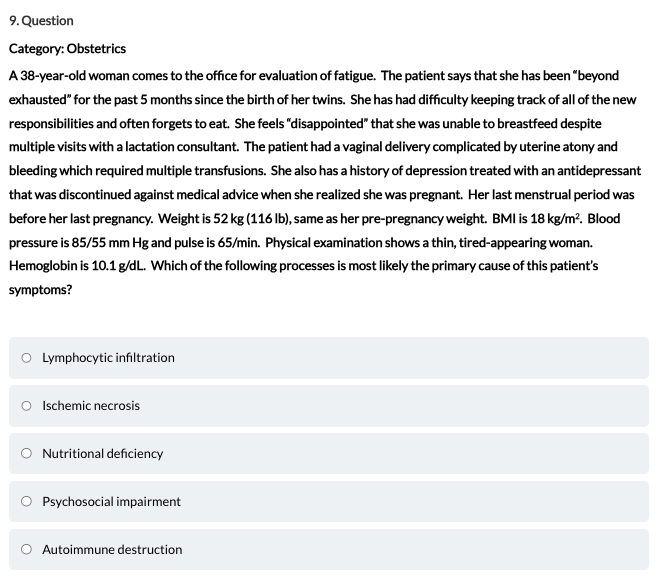 9. Question
Category: Obstetrics
A 38-year-old woman comes to the office for evaluation of fatigue. The patient says that she has been “beyond
exhausted” for the past 5 months since the birth of her twins. She has had difficulty keeping track of all of the new
responsibilities and often forgets to eat. She feels “disappointed” that she was unable to breastfeed despite
multiple visits with a lactation consultant. The patient had a vaginal delivery complicated by uterine atony and
bleeding which required multiple transfusions. She also has a history of depression treated with an antidepressant
that was discontinued against medical advice when she realized she was pregnant. Her last menstrual period was
before her last pregnancy. Weight is 52 kg (116 lb), same as her pre-pregnancy weight. BMI is 18 kg/m². Blood
pressure is 85/55 mm Hg and pulse is 65/min. Physical examination shows a thin, tired-appearing woman.
Hemoglobin is 10.1 g/dL. Which of the following processes is most likely the primary cause of this patient’s
symptoms?
Lymphocytic infiltration
Ischemic necrosis
Nutritional deficiency
Psychosocial impairment
Autoimmune destruction